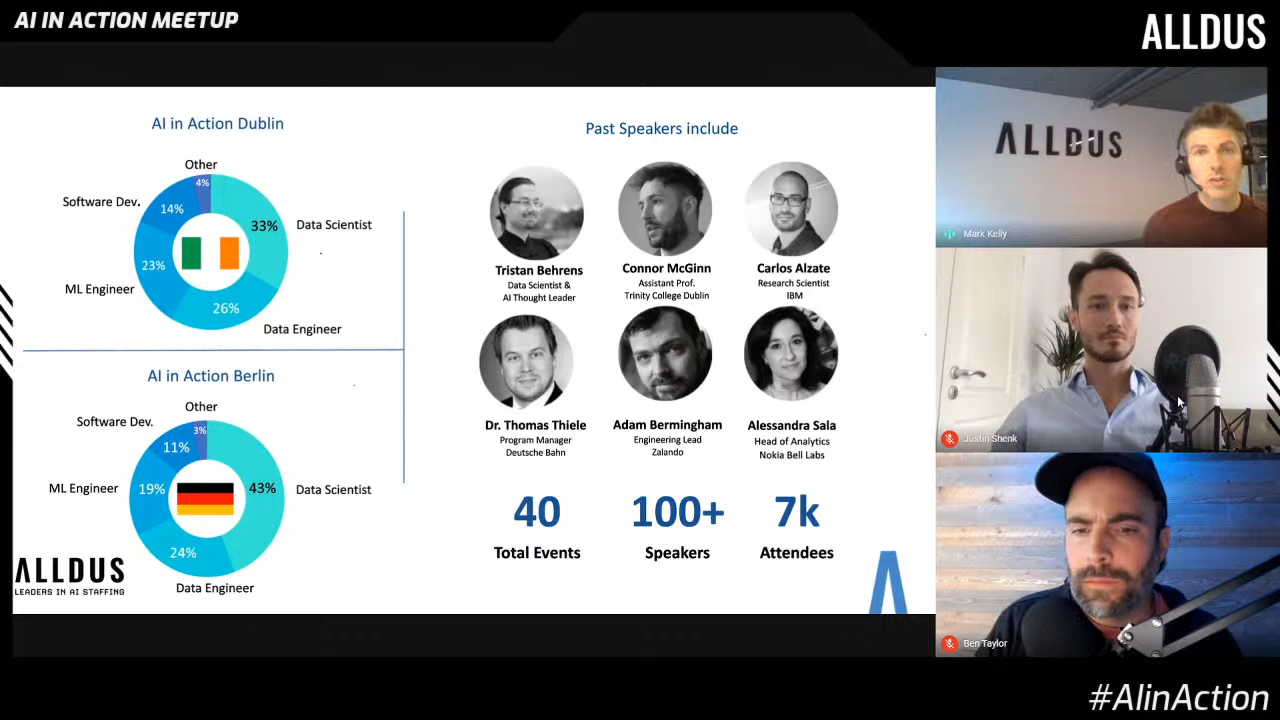 AI IN ACTION MEETUP
ALLDUS
AI in Action Dublin
Other
4%
Software Dev.
14%
33%
Data Scientist
23%
ML Engineer
26%
Data Engineer
AI in Action Berlin
Other
3%
Software Dev.
11%
ML Engineer
19%
43%
Data Scientist
24%
Data Engineer
ALLDUS
LEADERS IN AI STAFFING
Past Speakers include
Tristan Behrens
Data Scientist &
AI Thought Leader
Connor McGinn
Assistant Prof.
Trinity College Dublin
Carlos Alzate
Research Scientist
IBM
Dr. Thomas Thiele
Program Manager
Deutsche Bahn
Adam Bermingham
Engineering Lead
Zalando
Alessandra Sala
Head of Analytics
Nokia Bell Labs
40
Total Events
100+
Speakers
7k
Attendees
ALLDUS
Mark Kelly
Justin Shenk
Ben Taylor
#AIinAction